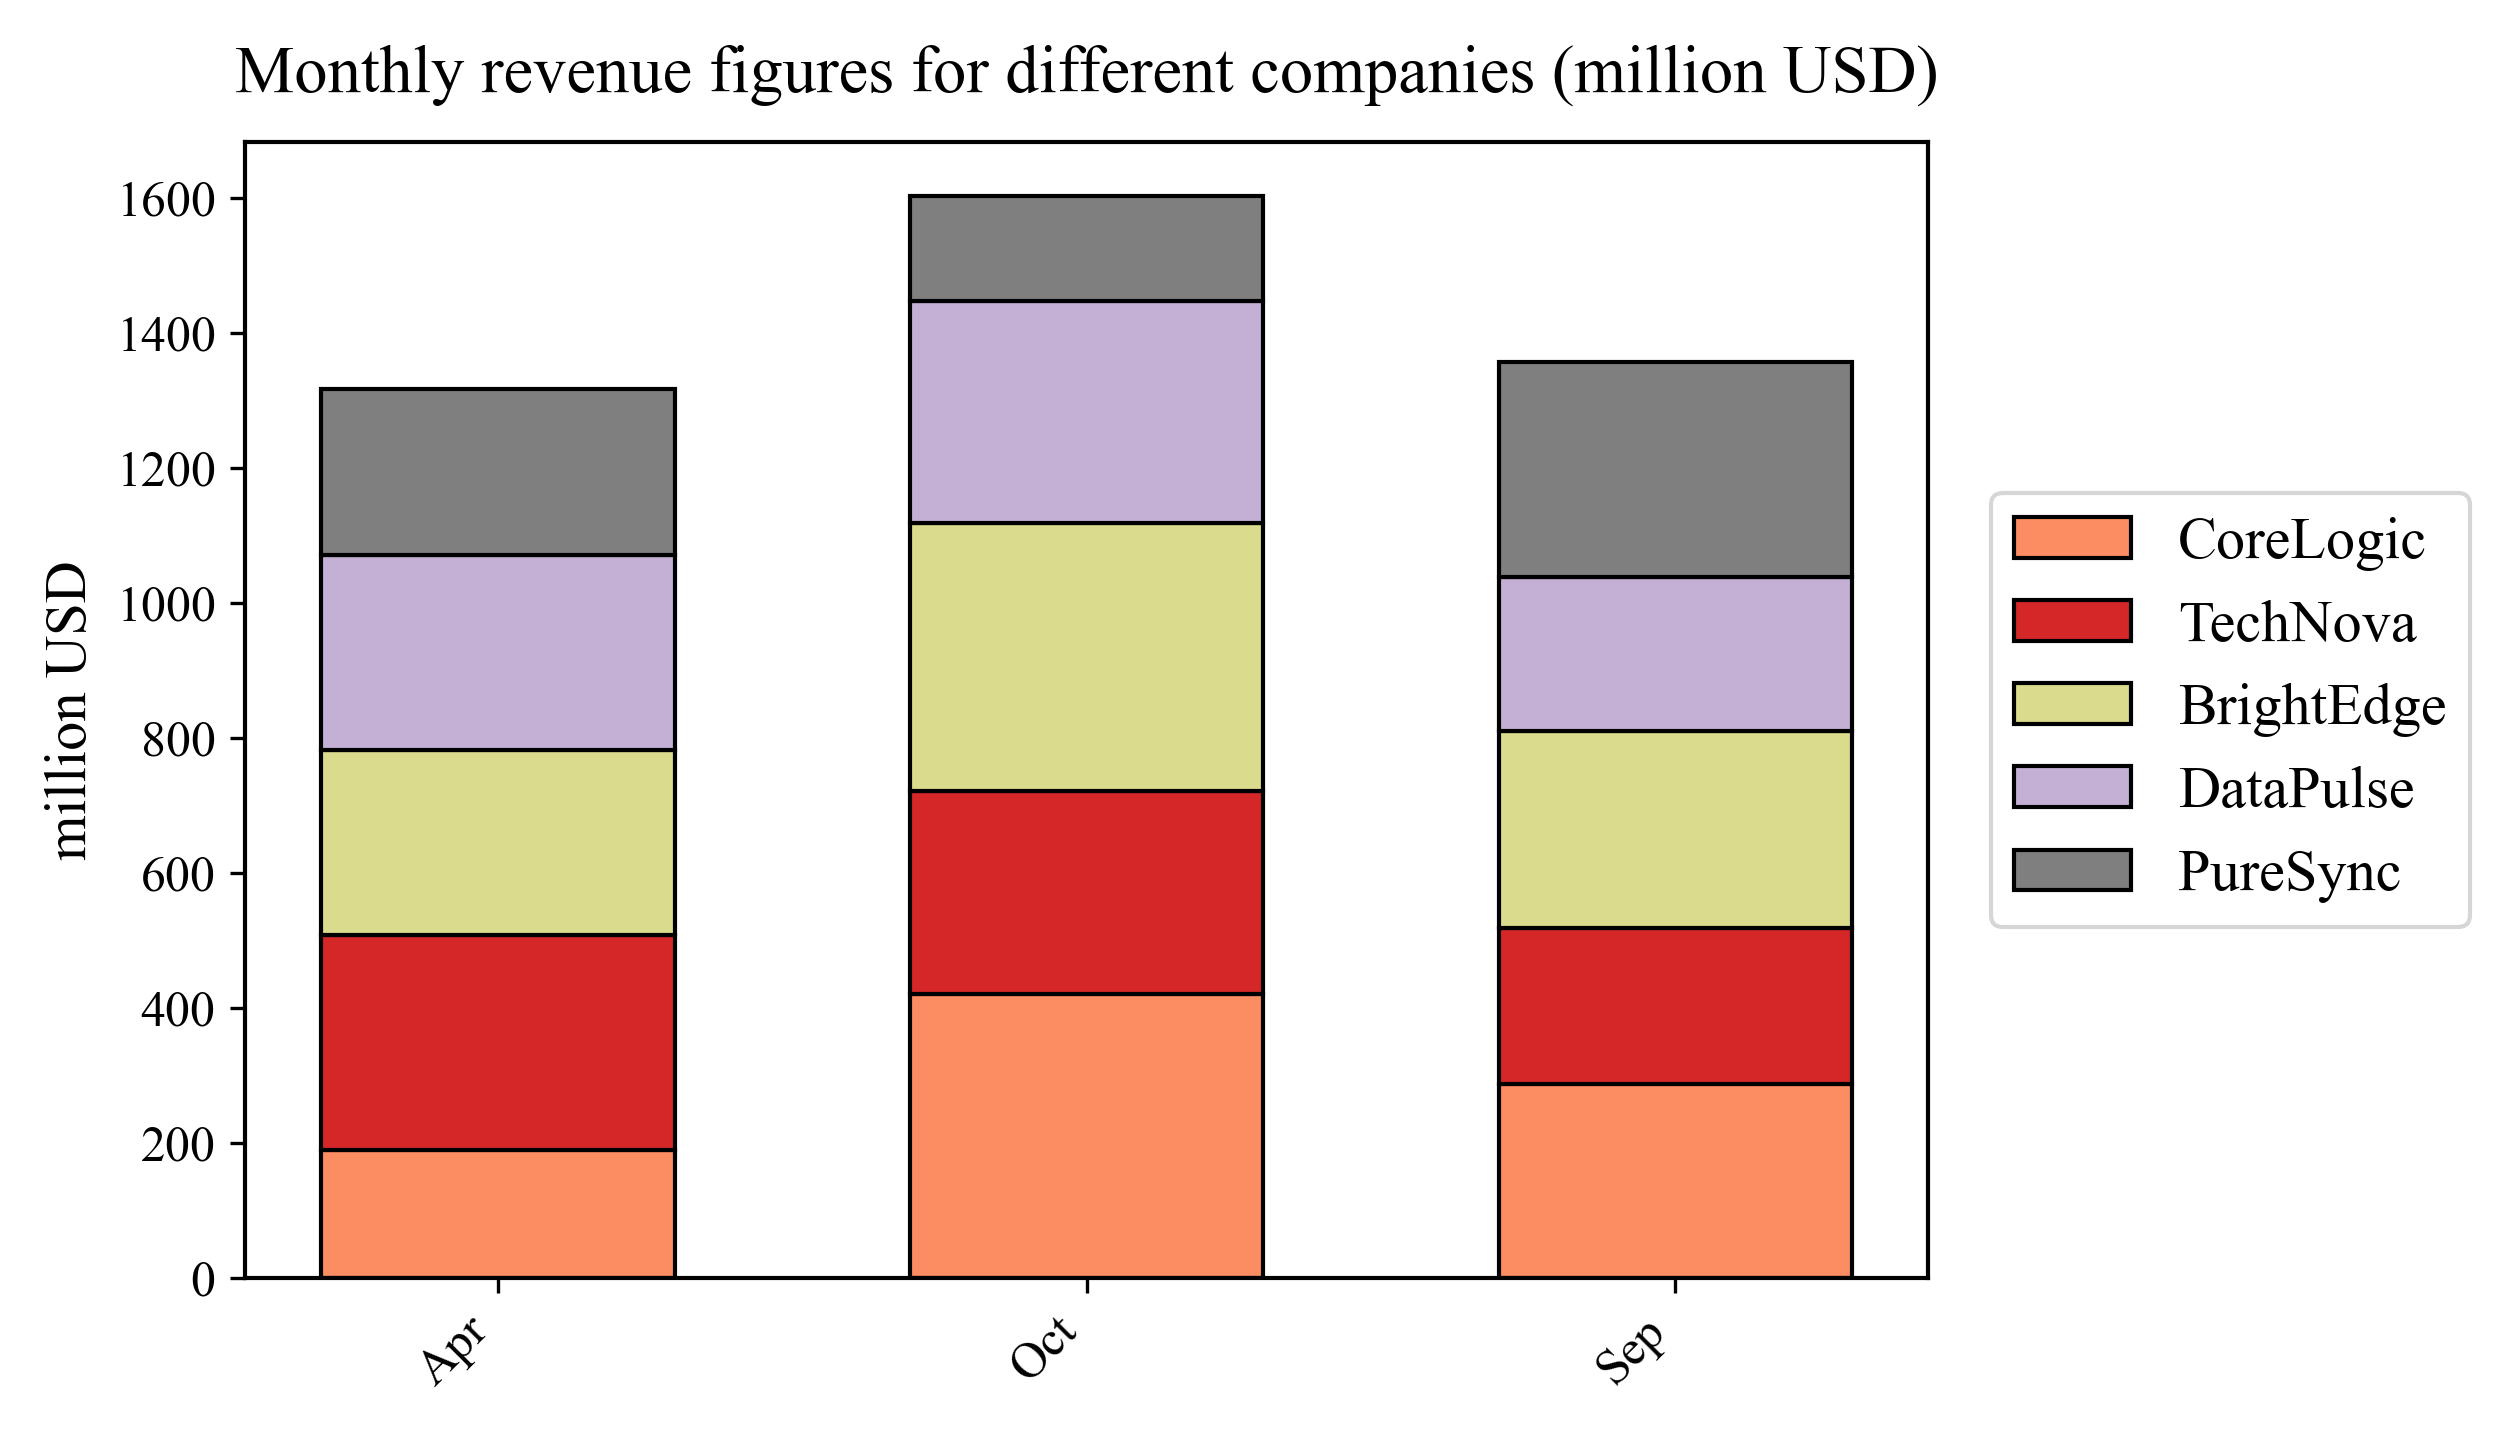 Monthly revenue figures for different companies (million USD)
million USD
1600
1400
1200
1000
800
600
400
200
0
Apr
Oct
Sep
CoreLogic
TechNova
BrightEdge
DataPulse
PureSync